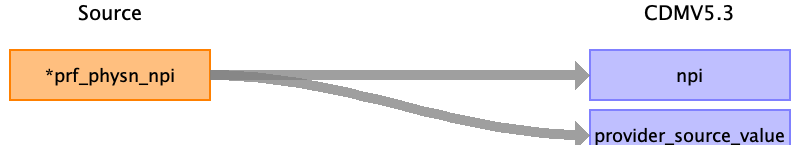 Source CDMV5.3
*prf_physn_npi npi
provider_source_value